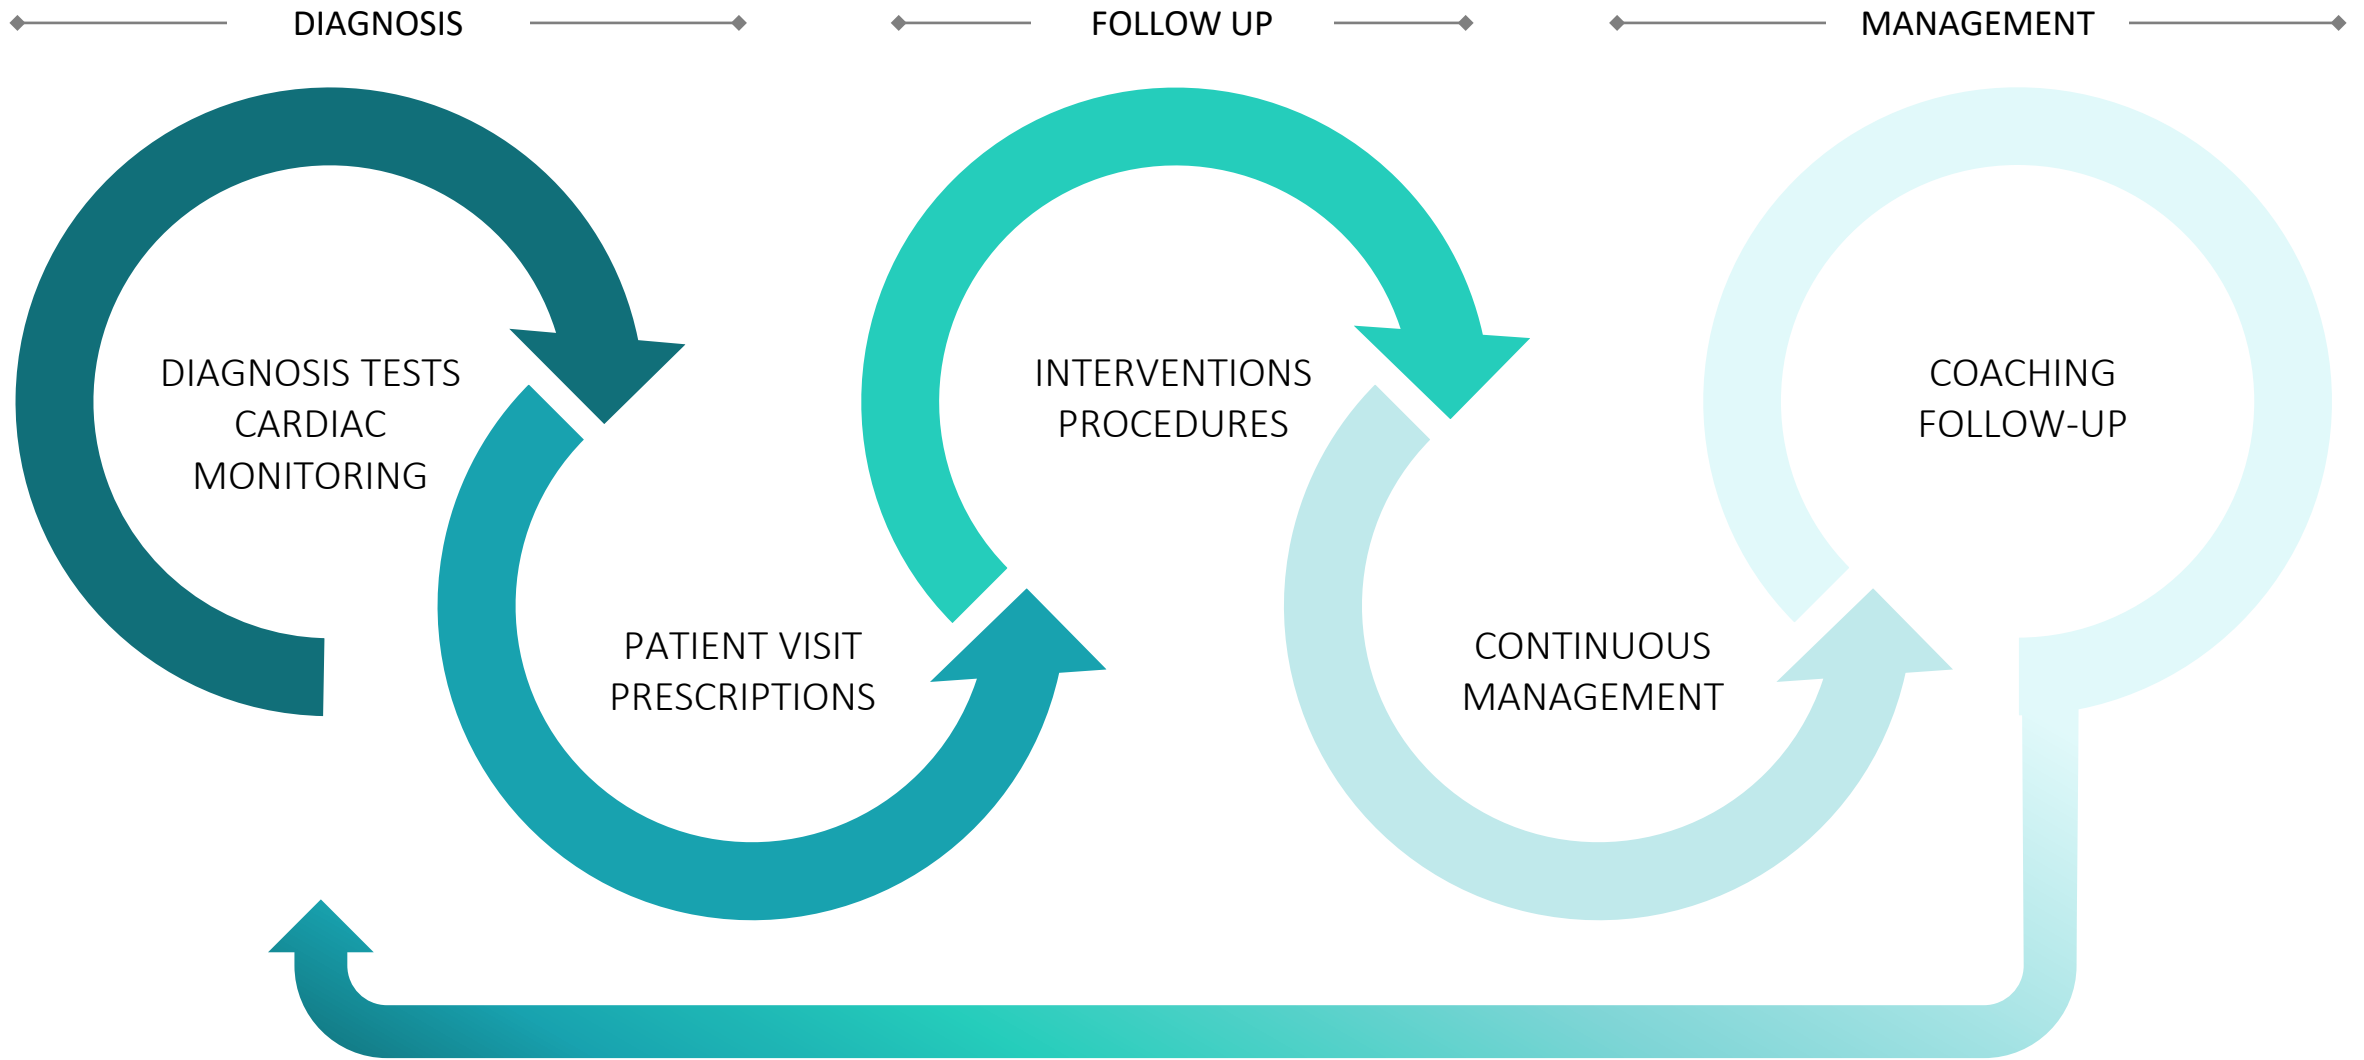 DIAGNOSIS
FOLLOW UP
MANAGEMENT
DIAGNOSIS TESTS
CARDIAC
MONITORING
PATIENT VISIT
PRESCRIPTIONS
INTERVENTIONS
PROCEDURES
CONTINUOUS
MANAGEMENT
COACHING
FOLLOW-UP